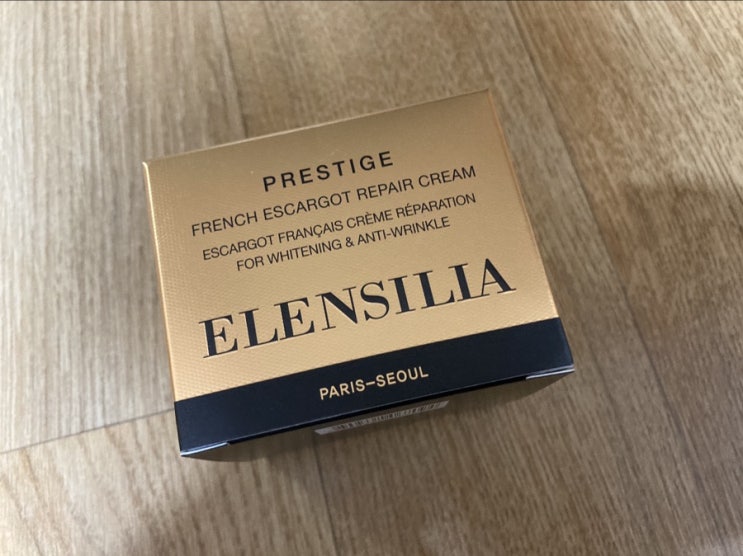 PRESTIGE
FRENCH ESCARGOT REPAIR CREAM
ESCARGOT FRANÇAIS CRÈME RÉPARATION
FOR WHITENING & ANTI-WRINKLE
ELENSILIA
PARIS–SEOUL